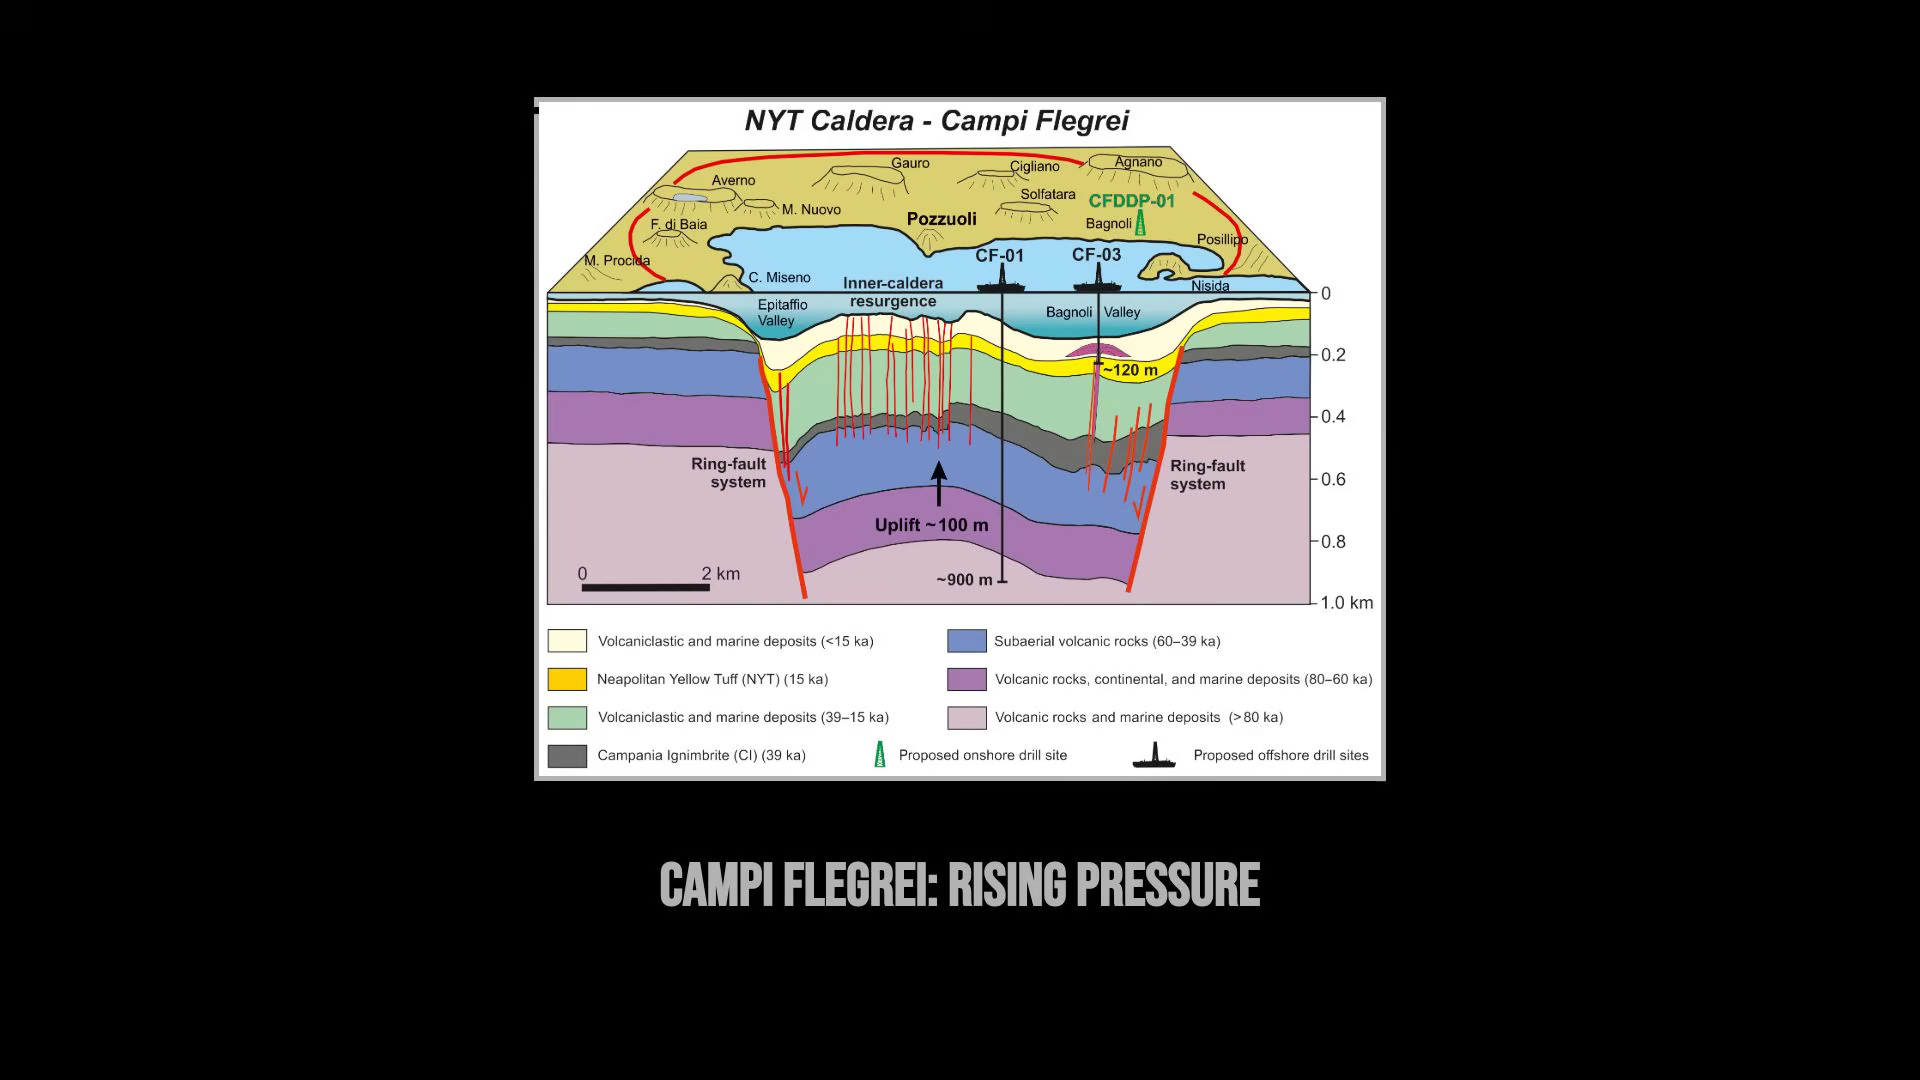 NYT Caldera - Campi Flegrei
Gauro
Cigliano
Agnano
Averno
Solfatara
CFDDP-01
M. Nuovo
Pozzuoli
Bagnoli
F. di Baia
Posillipo
M. Procida
CF-01
CF-03
C. Miseno
Inner-caldera
resurgence
Nisida
0
Epitaffio
Valley
Bagnoli Valley
0.2
~120 m
0.4
Ring-fault
system
Ring-fault
system
0.6
Uplift ~100 m
0.8
0 2 km
~900 m
1.0 km
Volcaniclastic and marine deposits (<15 ka)
Subaerial volcanic rocks (60–39 ka)
Neapolitan Yellow Tuff (NYT) (15 ka)
Volcanic rocks, continental, and marine deposits (80–60 ka)
Volcaniclastic and marine deposits (39–15 ka)
Volcanic rocks and marine deposits (>80 ka)
Campania Ignimbrite (CI) (39 ka)
Proposed onshore drill site
Proposed offshore drill sites
CAMPI FLEGREI: RISING PRESSURE